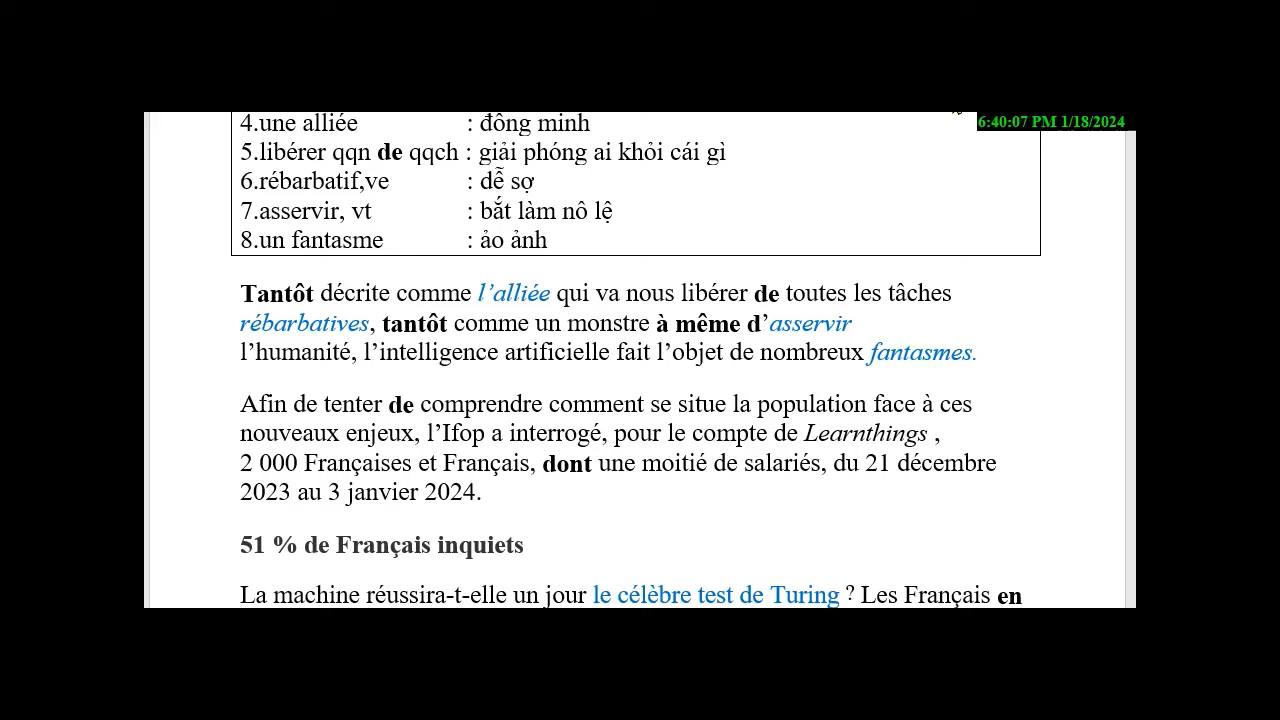 6:40:07 PM 1/18/2024
4.une alliée : đồng minh
5.libérer qqn de qqch : giải phóng ai khỏi cái gì
6.rébarbatif,ve : dễ sợ
7.asservir, vt : bắt làm nô lệ
8.un fantasme : ảo ảnh
Tantôt décrite comme l’alliée qui va nous libérer de toutes les tâches
rébarbatives, tantôt comme un monstre à même d’asservir
l’humanité, l’intelligence artificielle fait l’objet de nombreux fantasmes.
Afin de tenter de comprendre comment se situe la population face à ces
nouveaux enjeux, l’Ifop a interrogé, pour le compte de Learnthings ,
2 000 Françaises et Français, dont une moitié de salariés, du 21 décembre
2023 au 3 janvier 2024.
51 % de Français inquiets
La machine réussira-t-elle un jour le célèbre test de Turing ? Les Français en